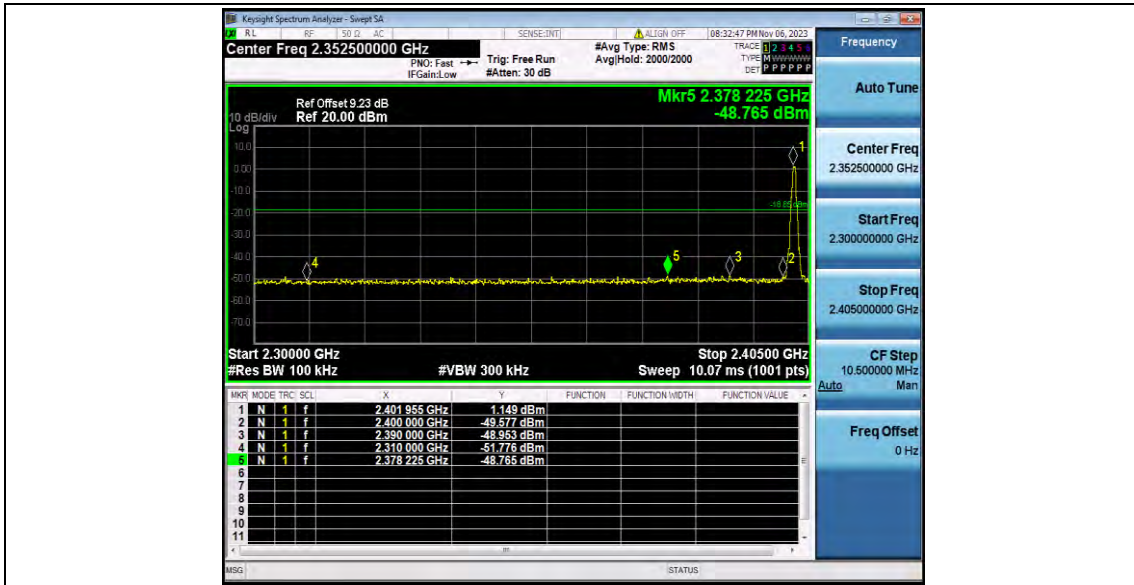 Keysight Spectrum Analyzer - Swept SA
RL RF 50 Ω AC SENSE:INT ALIGN OFF 08:32:47 PM Nov 06, 2023
Center Freq 2.352500000 GHz
PNO: Fast
IFGain:Low
Trig: Free Run
#Atten: 30 dB
#Avg Type: RMS
Avg|Hold: 2000/2000
TRACE 1 2 3 4 5 6
TYPE M WWWWW
DET P P P P P P
Mkr5 2.378 225 GHz
-48.765 dBm
Ref Offset 9.23 dB
10 dB/div Ref 20.00 dBm
Log
10.0
0.00
-10.0
-20.0
-30.0
-40.0
-50.0
-60.0
-70.0
-18.85 dBm
1
2
3
4
5
Start 2.30000 GHz Stop 2.40500 GHz
#Res BW 100 kHz #VBW 300 kHz Sweep 10.07 ms (1001 pts)
MKR MODE TRC SCL X Y FUNCTION FUNCTION WIDTH FUNCTION VALUE
1 N 1 f 2.401 955 GHz 1.149 dBm
2 N 1 f 2.400 000 GHz -49.577 dBm
3 N 1 f 2.390 000 GHz -48.953 dBm
4 N 1 f 2.310 000 GHz -51.776 dBm
5 N 1 f 2.378 225 GHz -48.765 dBm
6
7
8
9
10
11
MSG STATUS
Frequency
Auto Tune
Center Freq
2.352500000 GHz
Start Freq
2.300000000 GHz
Stop Freq
2.405000000 GHz
CF Step
10.500000 MHz
Auto Man
Freq Offset
0 Hz